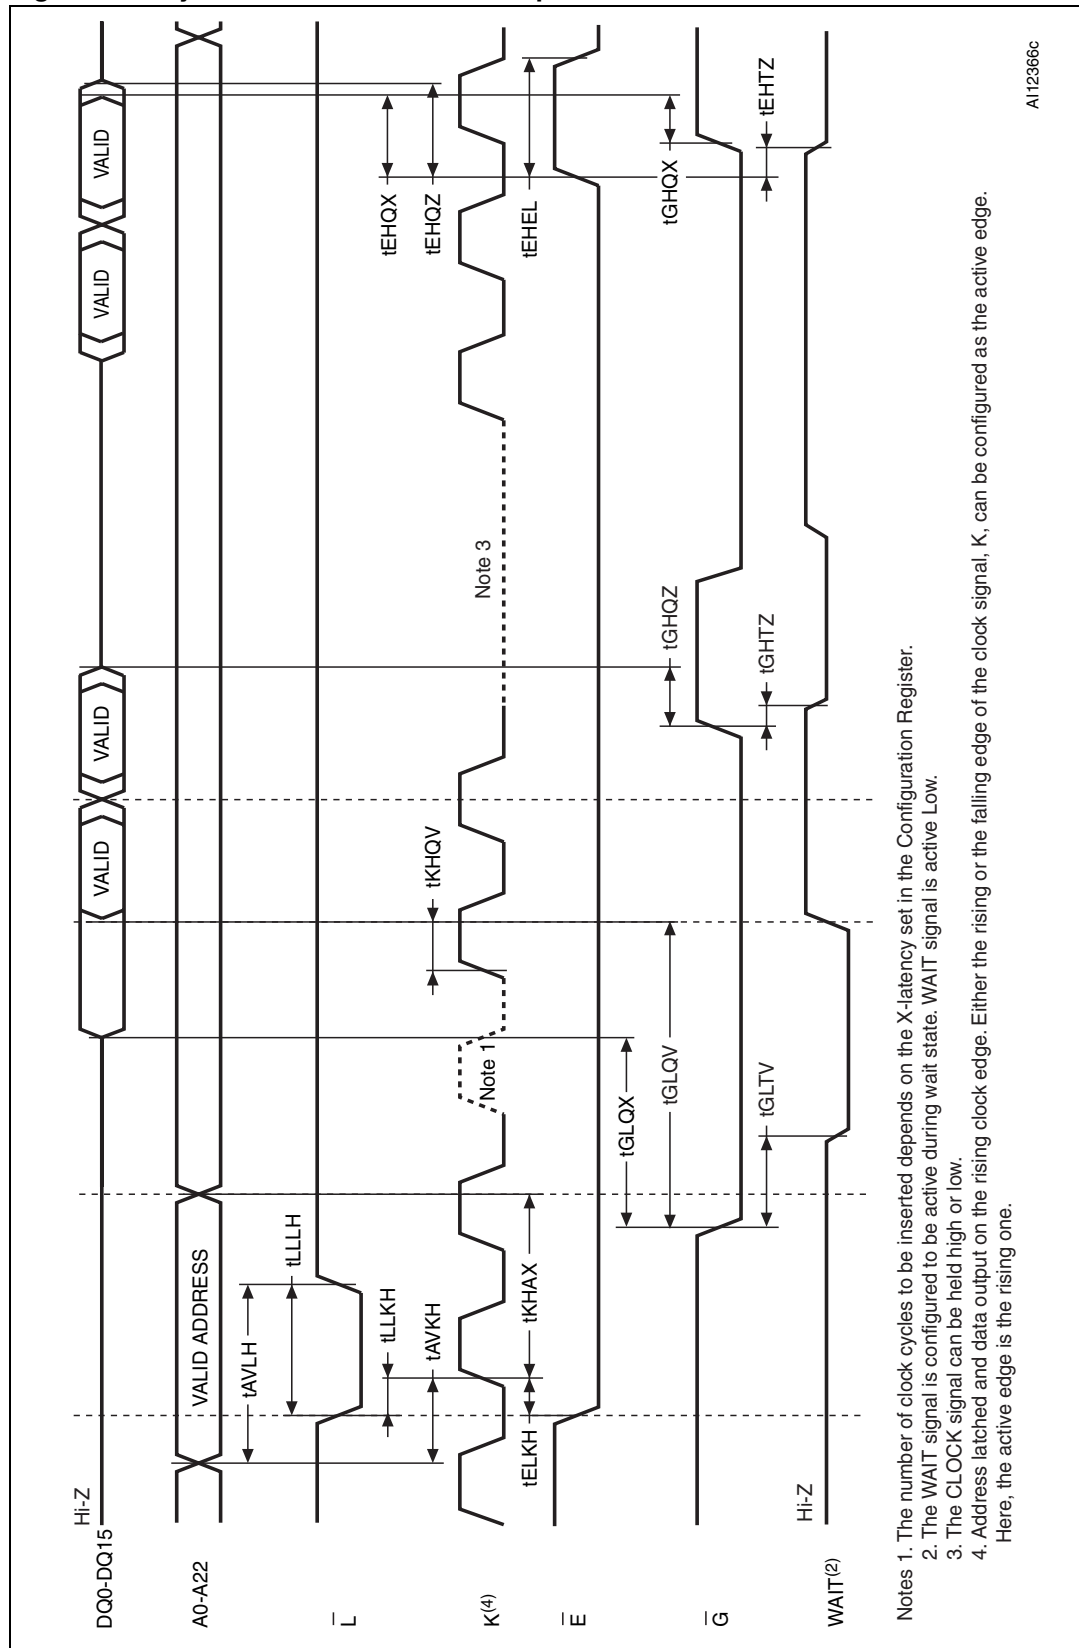 DQ0-DQ15
Hi-Z
VALID
VALID
VALID
VALID
A0-A22
VALID ADDRESS
L
tAVLH
tLLLH
tLLKH
tAVKH
tEHQX
tEHQZ
K(4)
Note 1
tKHQV
Note 3
E
tELKH
tKHAX
tEHEL
G
tGLQX
tGLQV
tGHQZ
tGHQX
WAIT(2)
Hi-Z
tGLTV
tGHTZ
tEHTZ
Notes 1. The number of clock cycles to be inserted depends on the X-latency set in the Configuration Register.
2. The WAIT signal is configured to be active during wait state. WAIT signal is active Low.
3. The CLOCK signal can be held high or low.
4. Address latched and data output on the rising clock edge. Either the rising or the falling edge of the clock signal, K, can be configured as the active edge.
Here, the active edge is the rising one.
AI12366c